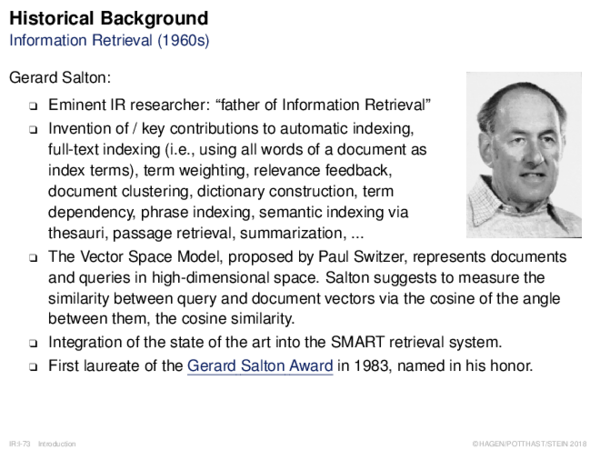 Historical Background
Information Retrieval (1960s)
Gerard Salton:
❑ Eminent IR researcher: “father of Information Retrieval”
❑ Invention of / key contributions to automatic indexing,
full-text indexing (i.e., using all words of a document as
index terms), term weighting, relevance feedback,
document clustering, dictionary construction, term
dependency, phrase indexing, semantic indexing via
thesauri, passage retrieval, summarization, ...
❑ The Vector Space Model, proposed by Paul Switzer, represents documents
and queries in high-dimensional space. Salton suggests to measure the
similarity between query and document vectors via the cosine of the angle
between them, the cosine similarity.
❑ Integration of the state of the art into the SMART retrieval system.
❑ First laureate of the Gerard Salton Award in 1983, named in his honor.
IR:I-73 Introduction
©HAGEN/POTTHAST/STEIN 2018